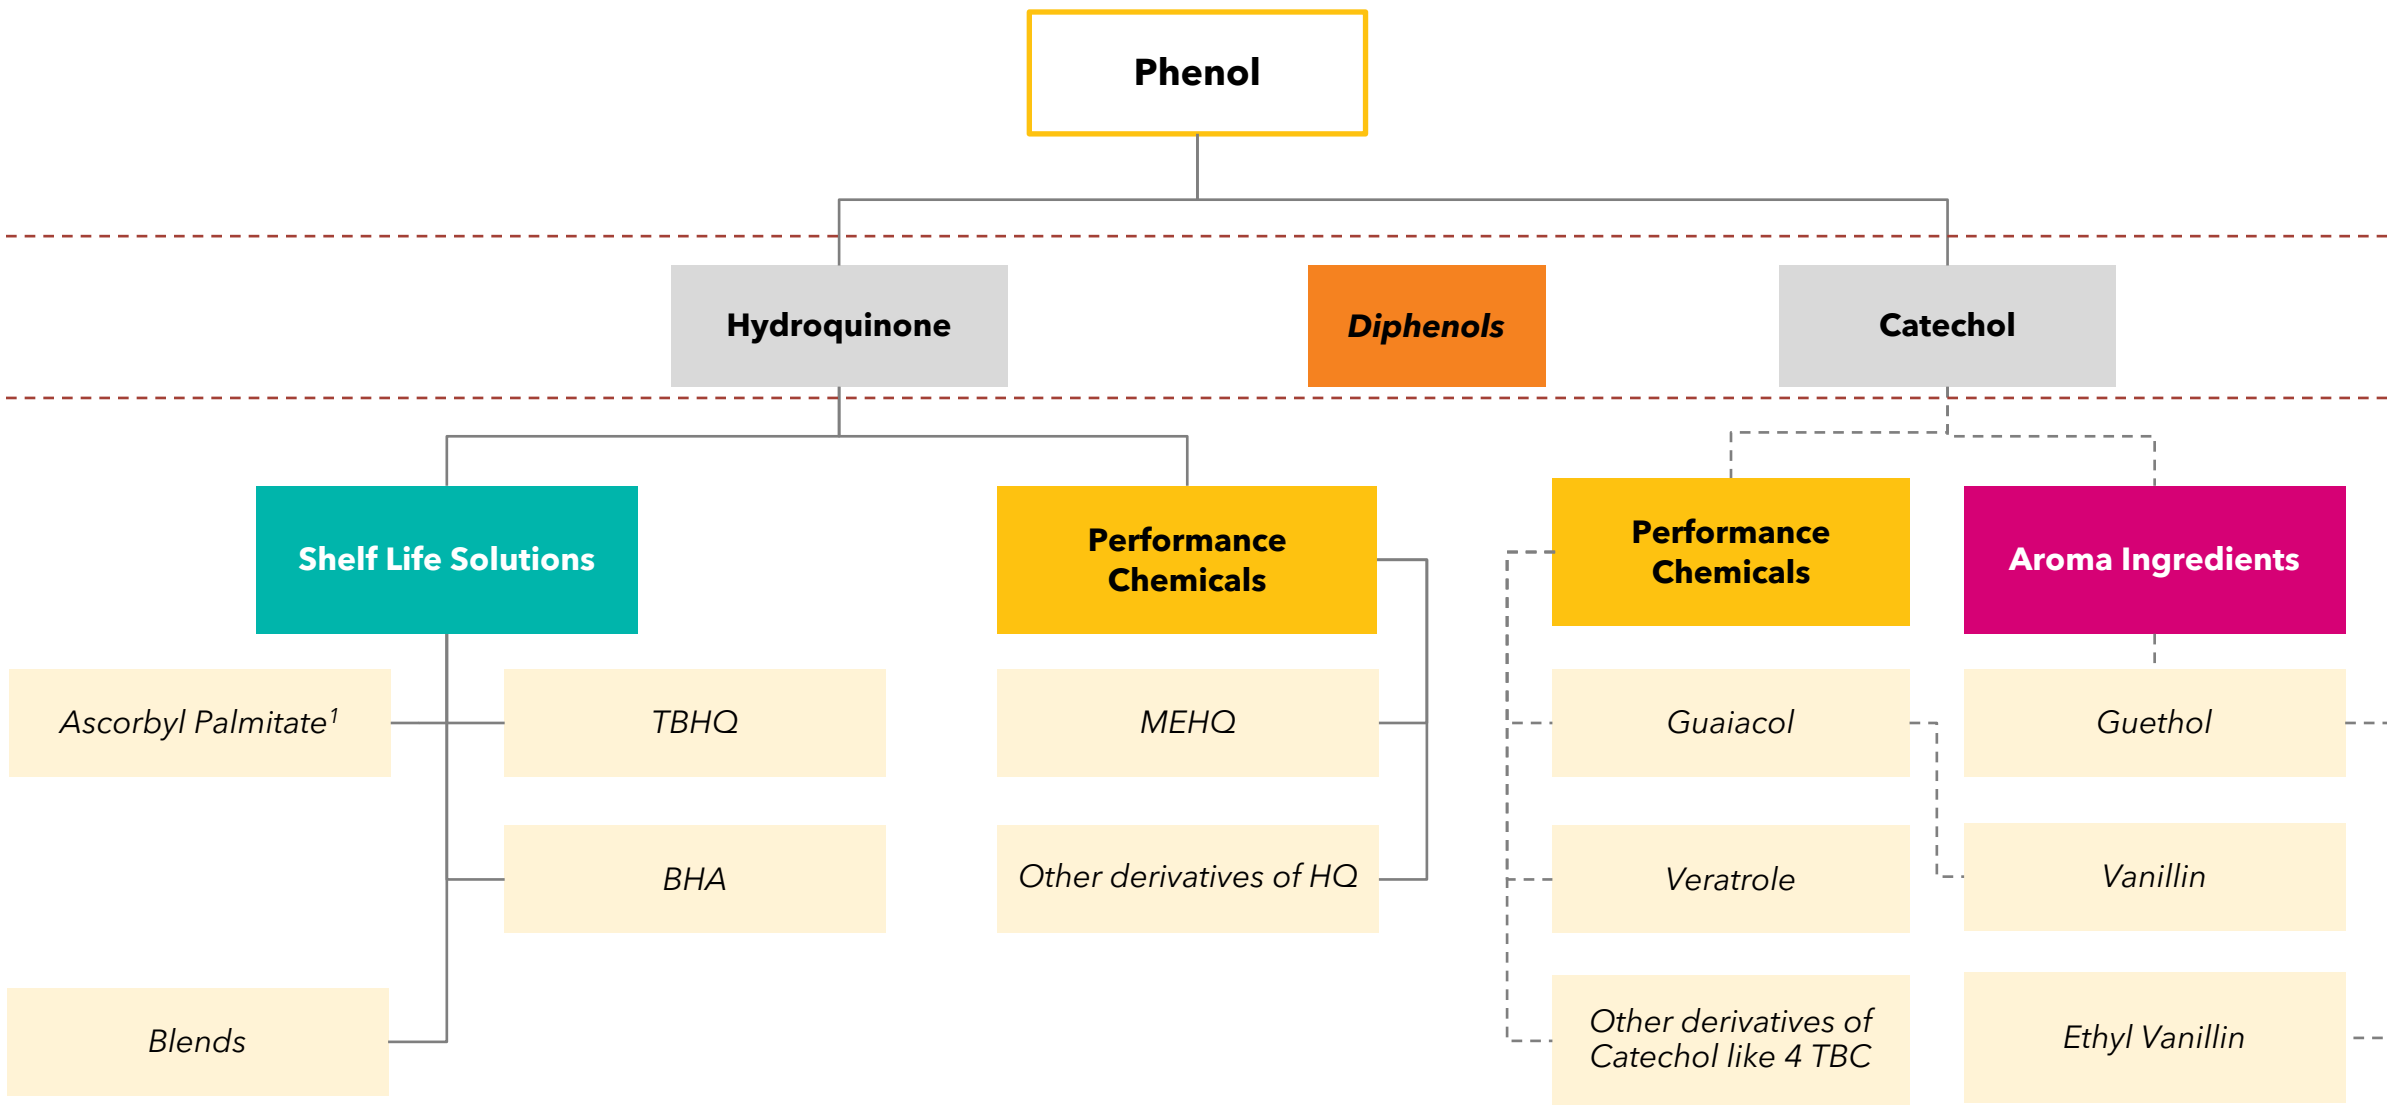 Phenol
Hydroquinone
Diphenols
Catechol
Shelf Life Solutions
Performance
Chemicals
Performance
Chemicals
Aroma Ingredients
Ascorbyl Palmitate¹
TBHQ
MEHQ
Guaiacol
Guethol
BHA
Other derivatives of HQ
Veratrole
Vanillin
Blends
Other derivatives of
Catechol like 4 TBC
Ethyl Vanillin